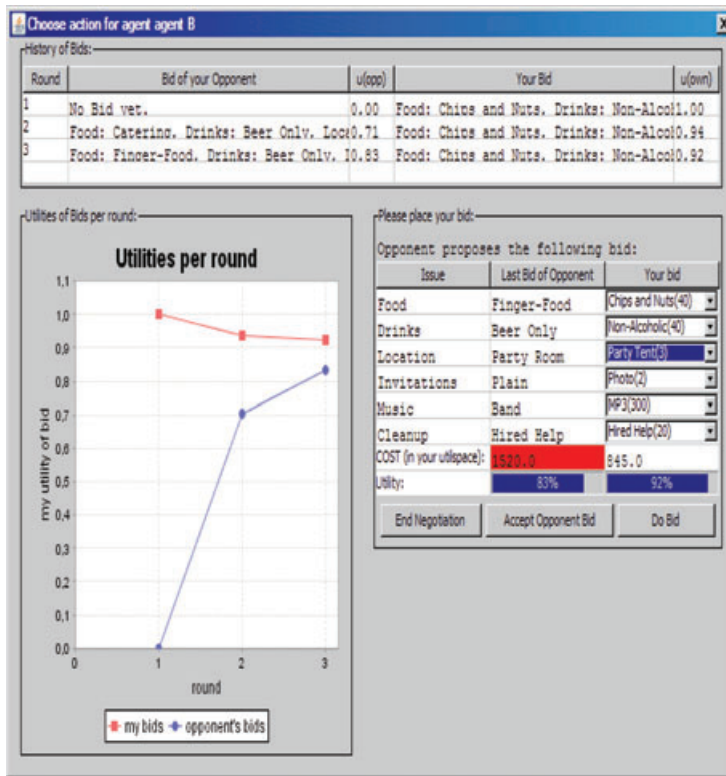 Choose action for agent agent B
History of Bids:
Round Bid of your Opponent u(opp) Your Bid u(own)
1 No Bid yet. 0.00 Food: Chips and Nuts. Drinks: Non-Alcol 1.00
2 Food: Catering. Drinks: Beer Only. Loca 0.71 Food: Chips and Nuts. Drinks: Non-Alcol 0.94
3 Food: Finger-Food. Drinks: Beer Only. 0.83 Food: Chips and Nuts. Drinks: Non-Alcol 0.92
Utilities of Bids per round:
Utilities per round
my utility of bid
1,1
1,0
0,9
0,8
0,7
0,6
0,5
0,4
0,3
0,2
0,1
0,0
0 1 2 3
round
my bids opponent's bids
Please place your bid:
Opponent proposes the following bid:
Issue Last Bid of Opponent Your bid
Food Finger-Food Chips and Nuts(40)
Drinks Beer Only Non-Alcoholic(40)
Location Party Room Party Tent(3)
Invitations Plain Photo(2)
Music Band MP3(300)
Cleanup Hired Help Hired Help(20)
COST (in your utilspace): 1520.0 845.0
Utility: 83% 92%
End Negotiation Accept Opponent Bid Do Bid